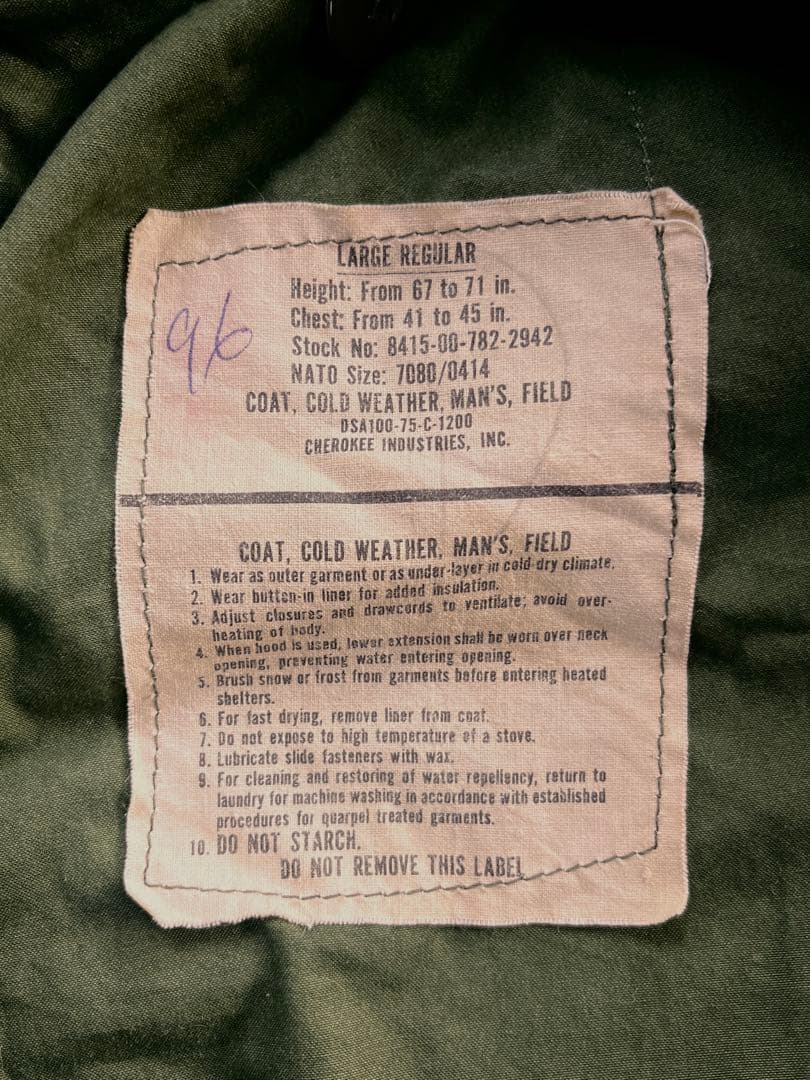 LARGE REGULAR
Height: From 67 to 71 in.
Chest: From 41 to 45 in.
Stock No: 8415-00-782-2942
NATO Size: 7080/0414
96
COAT, COLD WEATHER, MAN'S, FIELD
DSA100-75-C-1200
CHEROKEE INDUSTRIES, INC.
COAT, COLD WEATHER, MAN'S, FIELD
1. Wear as outer garment or as under-layer in cold-dry climate.
2. Wear button-in liner for added insulation.
3. Adjust closures and drawcords to ventilate; avoid over-
heating of body.
4. When hood is used, lower extension shall be worn over neck
opening, preventing water entering opening.
5. Brush snow or frost from garments before entering heated
shelters.
6. For fast drying, remove liner from coat.
7. Do not expose to high temperature of a stove.
8. Lubricate slide fasteners with wax.
9. For cleaning and restoring of water repellency, return to
laundry for machine washing in accordance with established
procedures for quarpel treated garments.
10. DO NOT STARCH.
DO NOT REMOVE THIS LABEL